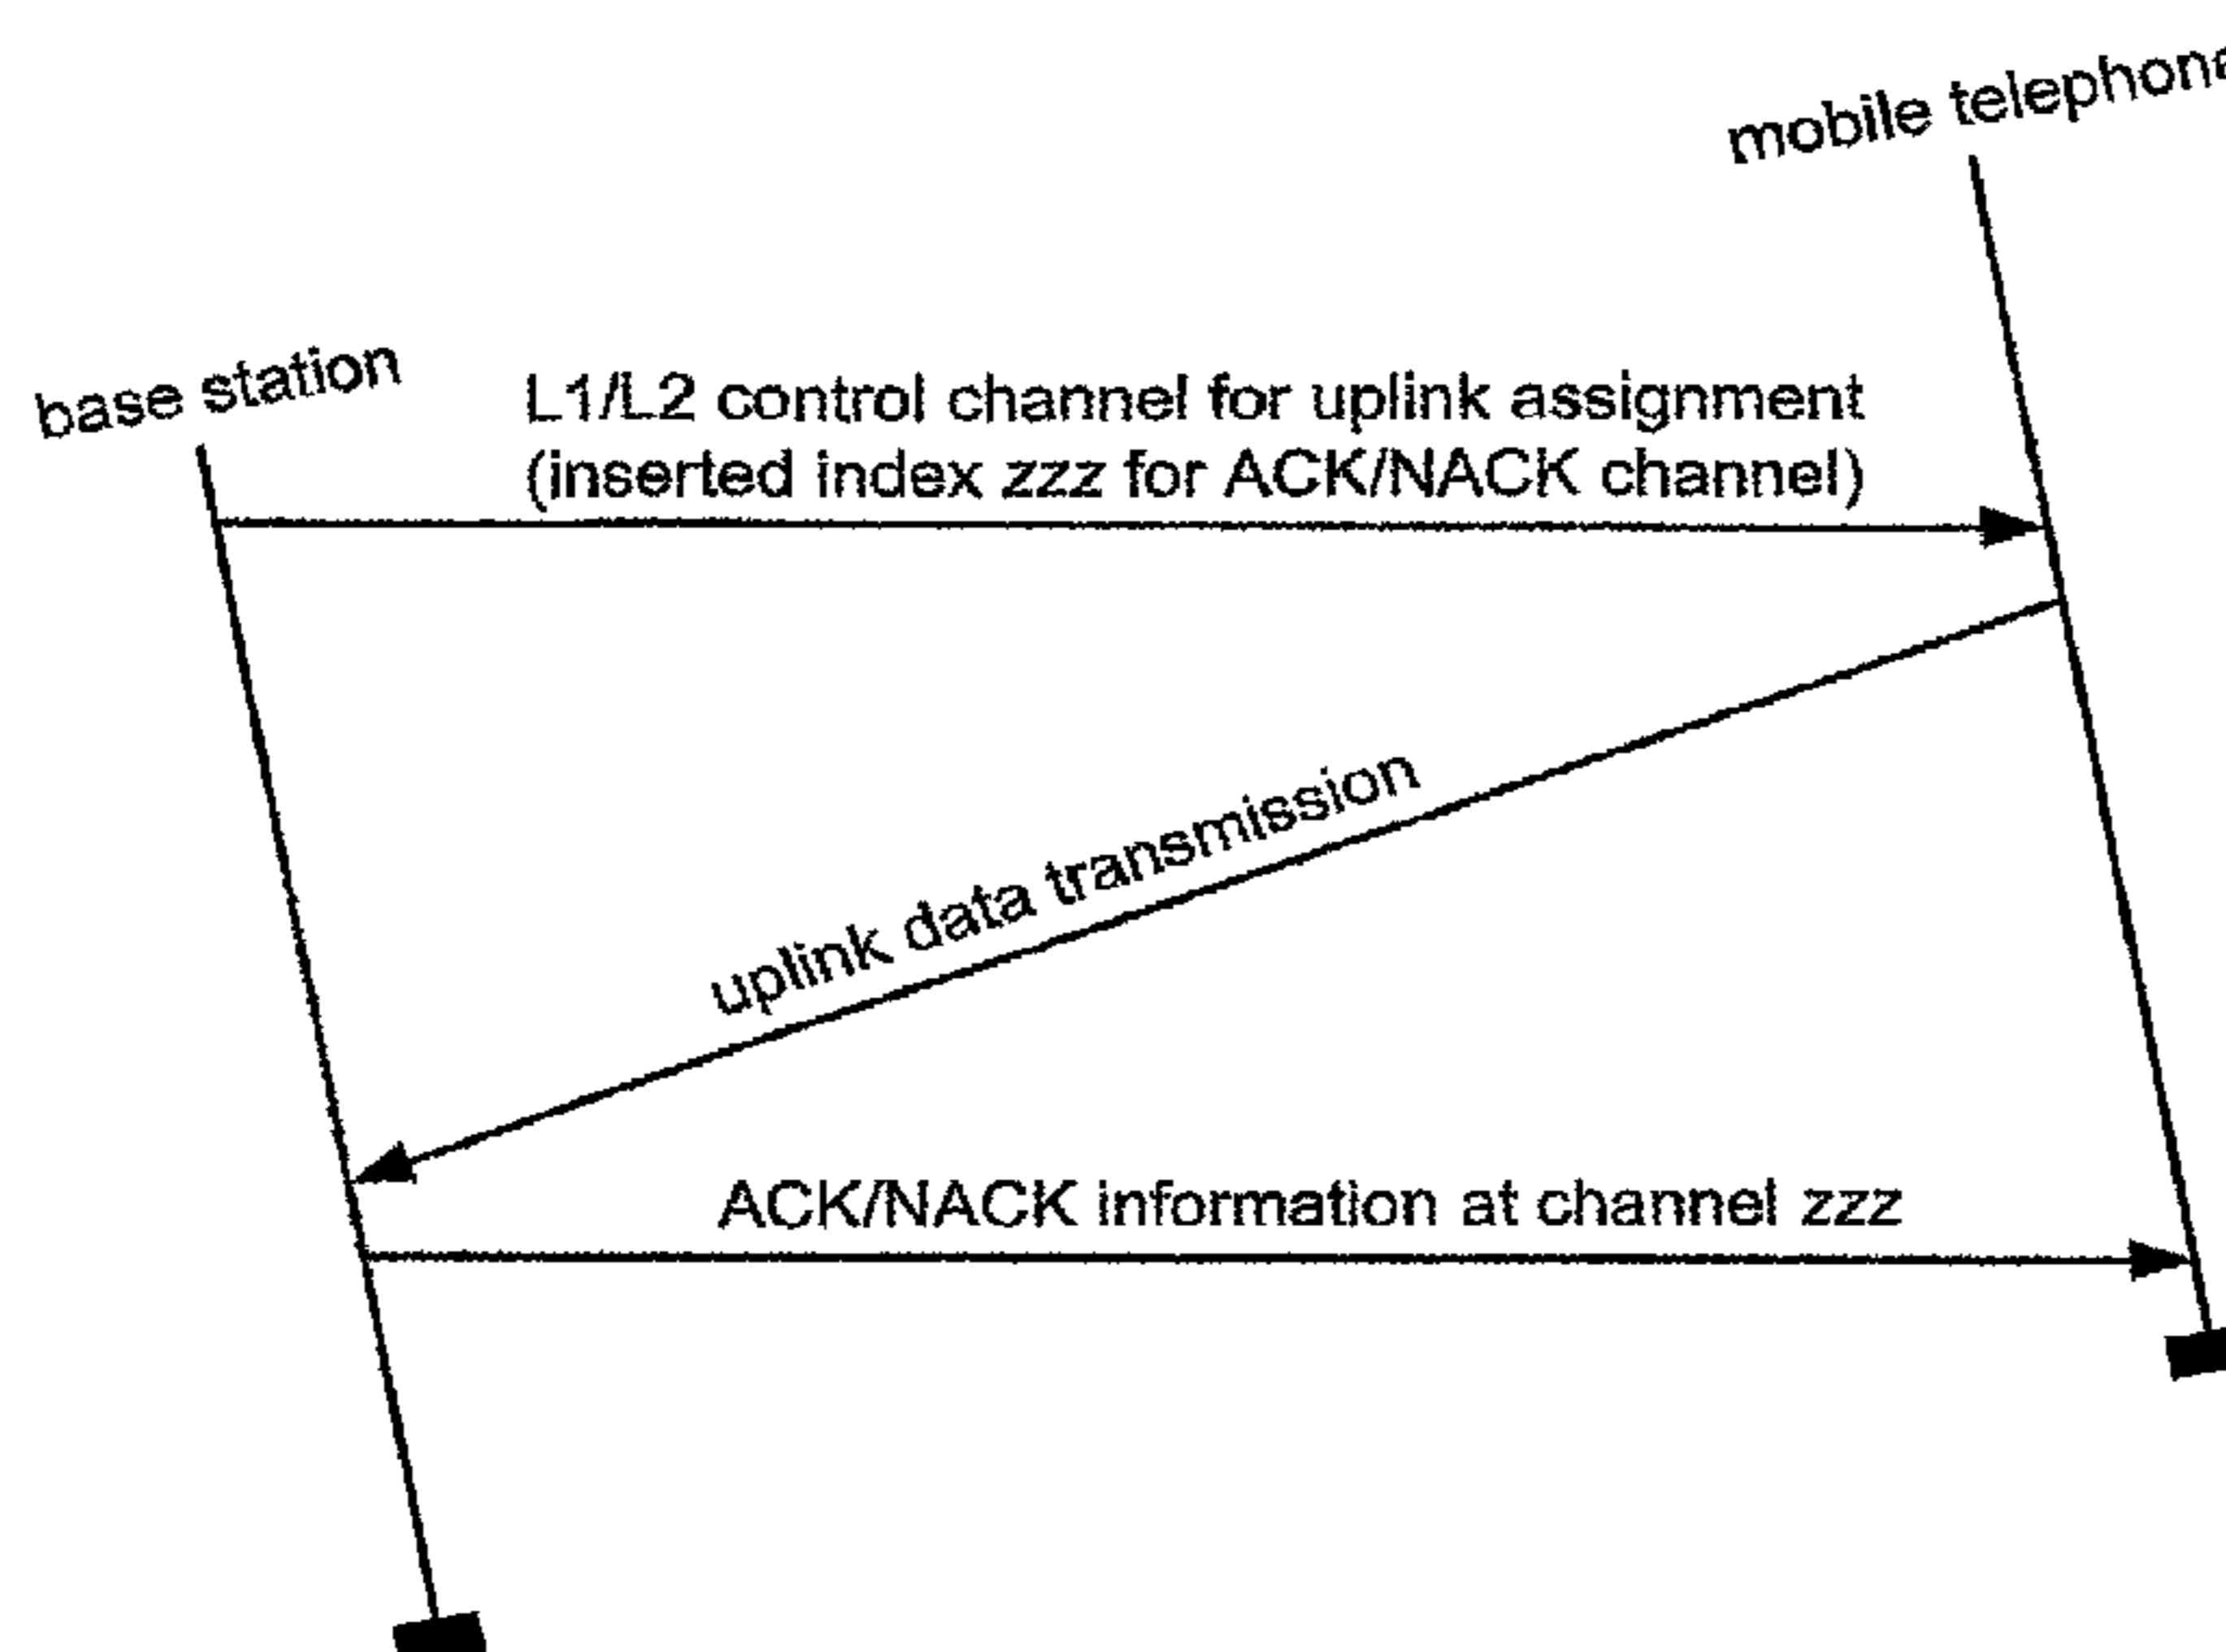 mobile telephone
base station
L1/L2 control channel for uplink assignment
(inserted index zzz for ACK/NACK channel)
uplink data transmission
ACK/NACK information at channel zzz